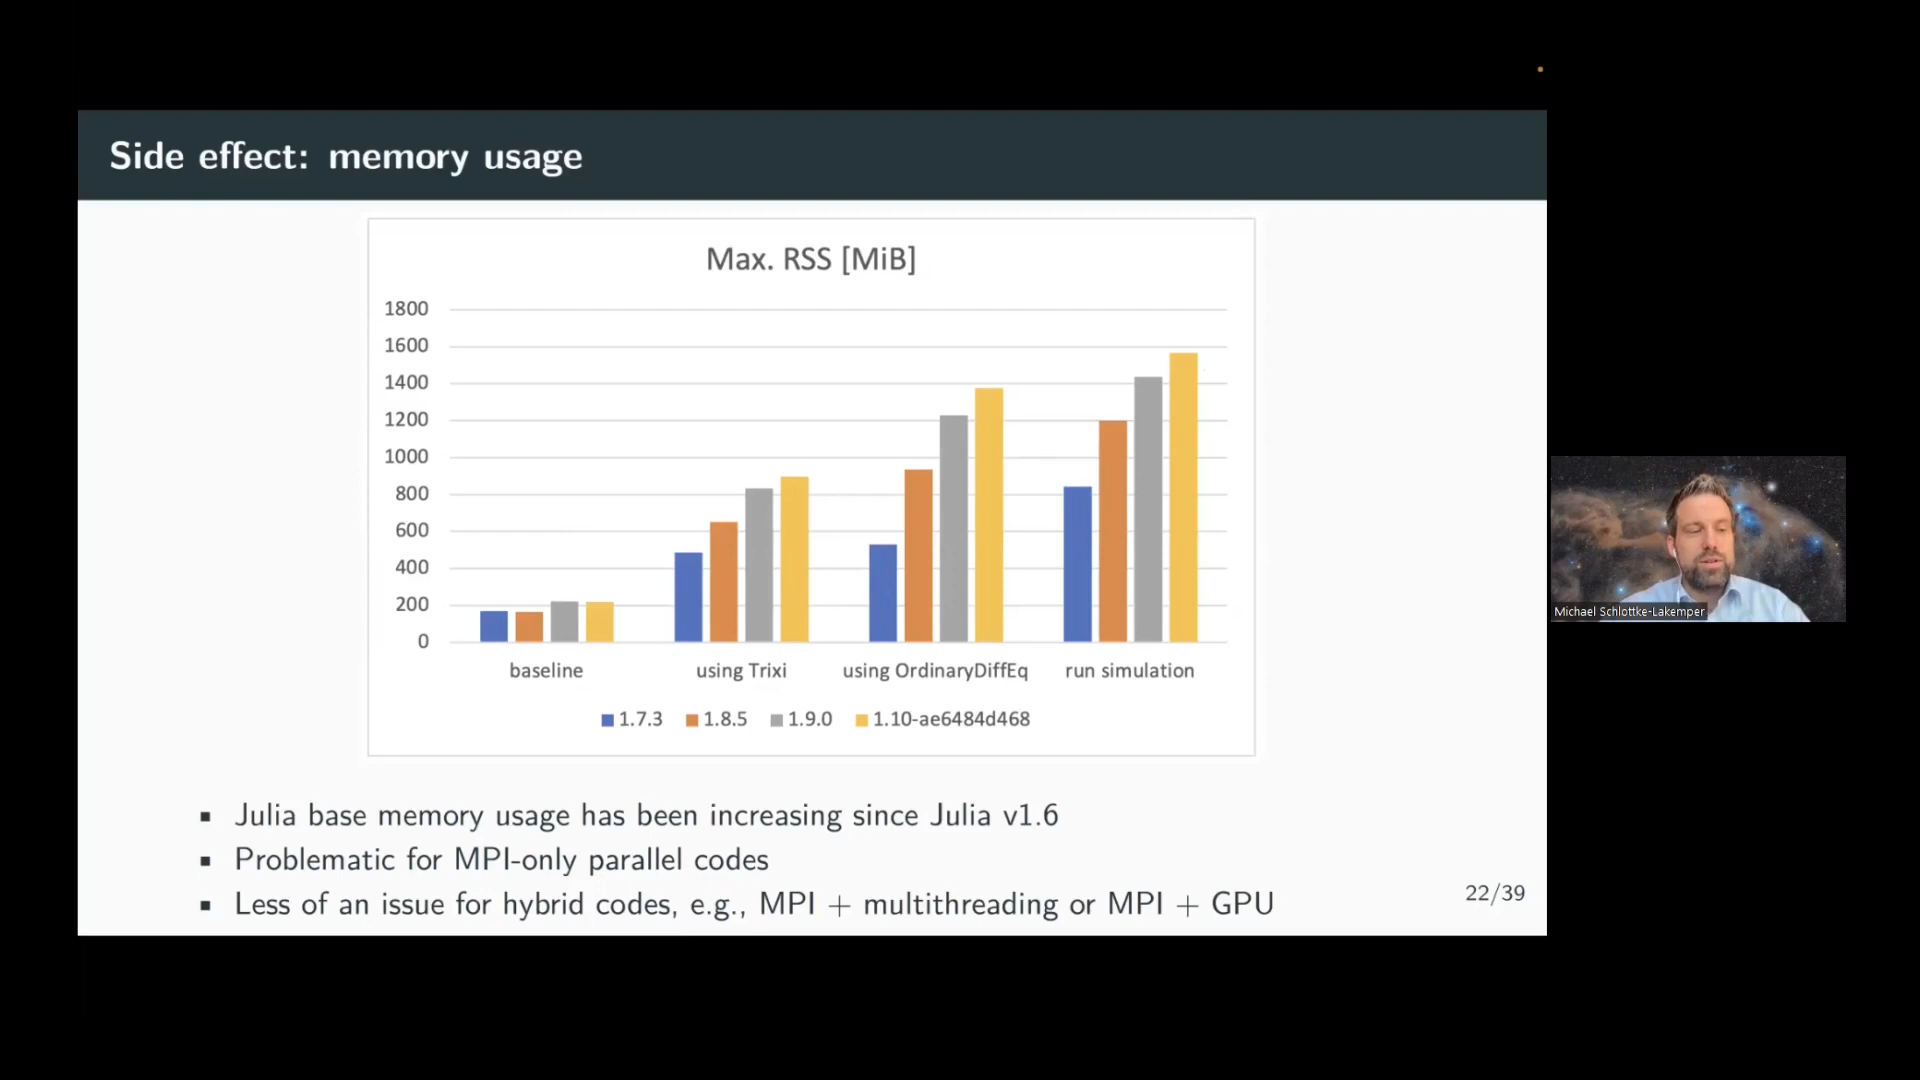 Side effect: memory usage
Max. RSS [MiB]
1800
1600
1400
1200
1000
800
600
400
200
0
baseline using Trixi using OrdinaryDiffEq run simulation
1.7.3 1.8.5 1.9.0 1.10-ae6484d468
▪ Julia base memory usage has been increasing since Julia v1.6
▪ Problematic for MPI-only parallel codes
▪ Less of an issue for hybrid codes, e.g., MPI + multithreading or MPI + GPU
22/39
Michael Schlottke-Lakemper